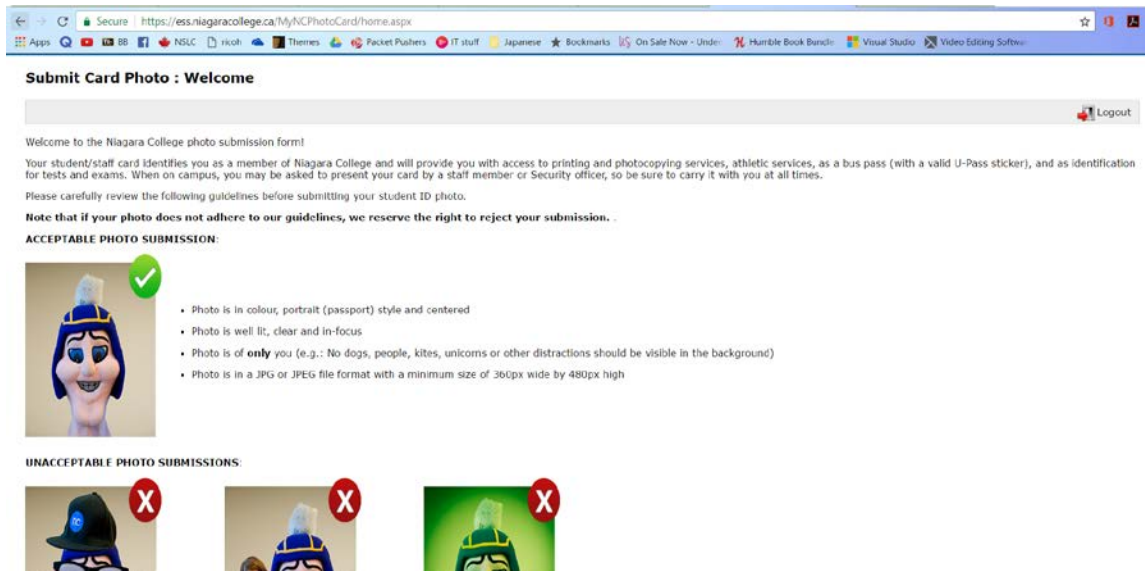 Secure | https://ess.niagaracollege.ca/MyNCPhotoCard/home.aspx
Apps BB NSLC ricoh Themes Packet Pushers IT stuff Japanese Bookmarks On Sale Now - Under Humble Book Bundle Visual Studio Video Editing Softwar
Submit Card Photo : Welcome
Logout
Welcome to the Niagara College photo submission form!
Your student/staff card identifies you as a member of Niagara College and will provide you with access to printing and photocopying services, athletic services, as a bus pass (with a valid U-Pass sticker), and as identification
for tests and exams. When on campus, you may be asked to present your card by a staff member or Security officer, so be sure to carry it with you at all times.
Please carefully review the following guidelines before submitting your student ID photo.
Note that if your photo does not adhere to our guidelines, we reserve the right to reject your submission. .
ACCEPTABLE PHOTO SUBMISSION:
• Photo is in colour, portrait (passport) style and centered
• Photo is well lit, clear and in-focus
• Photo is of only you (e.g.: No dogs, people, kites, unicorns or other distractions should be visible in the background)
• Photo is in a JPG or JPEG file format with a minimum size of 360px wide by 480px high
UNACCEPTABLE PHOTO SUBMISSIONS:
X X X